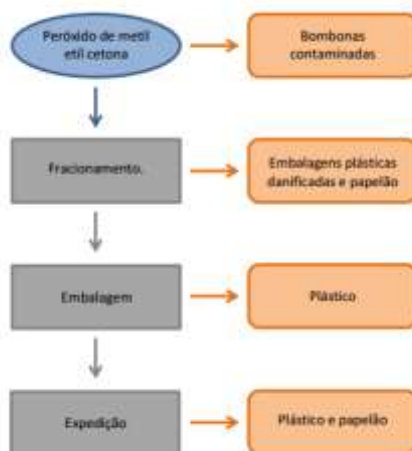 Peróxido de metil
etil cetona
Bombonas
contaminadas
Fracionamento.
Embalagens plásticas
danificadas e papelão
Embalagem
Plástico
Expedição
Plástico e papelão